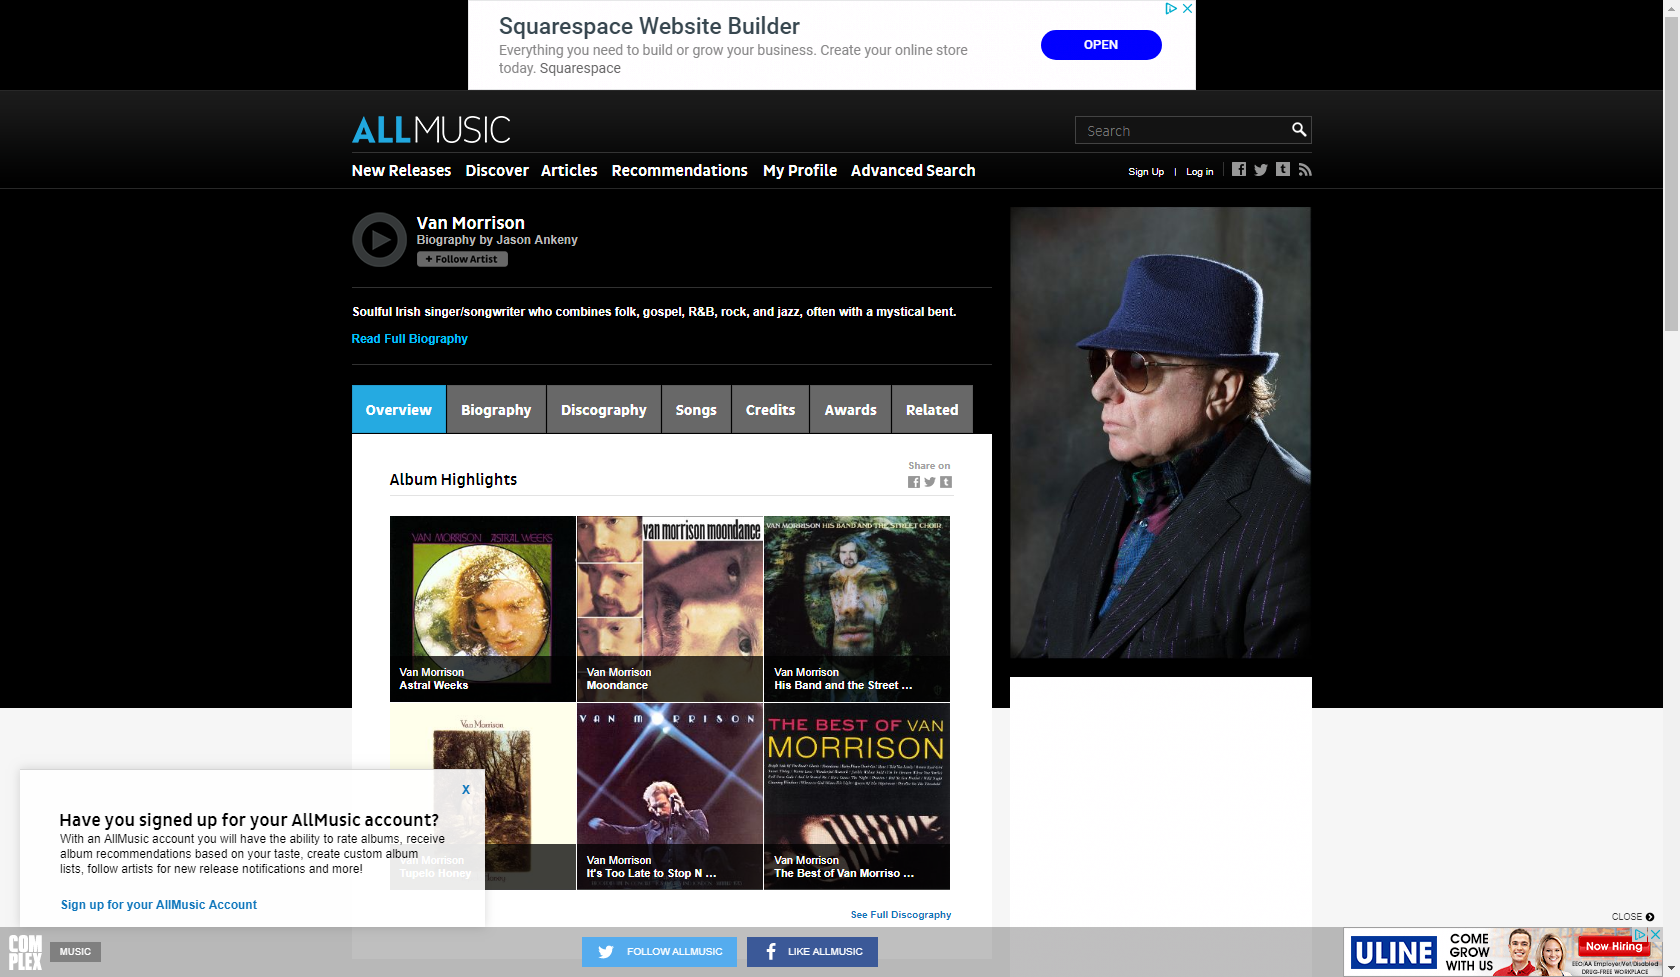 Squarespace Website Builder
Everything you need to build or grow your business. Create your online store
today. Squarespace
OPEN
ALLMUSIC
Search
New Releases Discover Articles Recommendations My Profile Advanced Search
Sign Up | Log in
Van Morrison
Biography by Jason Ankeny
+ Follow Artist
Soulful Irish singer/songwriter who combines folk, gospel, R&B, rock, and jazz, often with a mystical bent.
Read Full Biography
Overview Biography Discography Songs Credits Awards Related
Album Highlights
Share on
VAN MORRISON ASTRAL WEEKS
van morrison moondance
VAN MORRISON HIS BAND AND THE STREET CHOIR
Van Morrison
Astral Weeks
Van Morrison
Moondance
Van Morrison
His Band and the Street ...
Van Morrison
VAN MORRISON
THE BEST OF VAN
MORRISON
Van Morrison
Tupelo Honey
Van Morrison
It's Too Late to Stop N ...
Van Morrison
The Best of Van Morriso ...
See Full Discography
X
Have you signed up for your AllMusic account?
With an AllMusic account you will have the ability to rate albums, receive
album recommendations based on your taste, create custom album
lists, follow artists for new release notifications and more!
Sign up for your AllMusic Account
CLOSE
COM
PLEX
MUSIC
FOLLOW ALLMUSIC
LIKE ALLMUSIC
ULINE
COME
GROW
WITH US
Now Hiring
EEO/AA Employer/Vet/Disabled
DRUG-FREE WORKPLACE